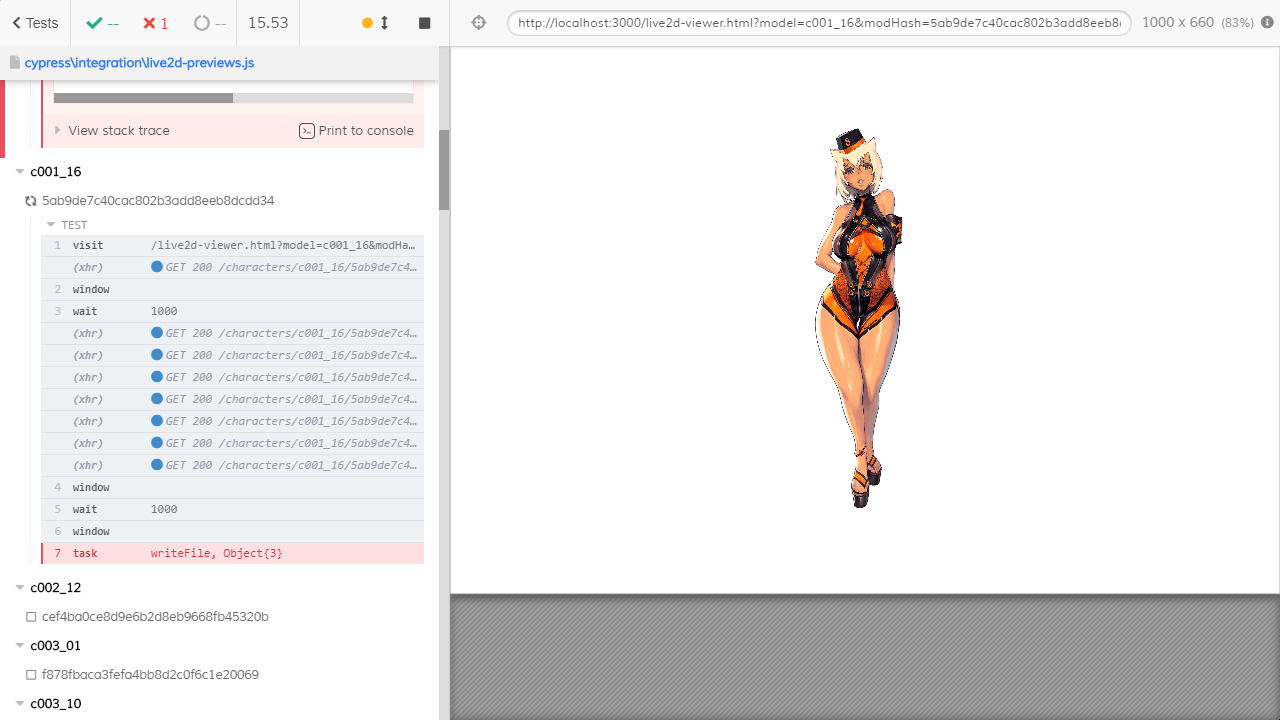 Tests
--
1
--
15.53
http://localhost:3000/live2d-viewer.html?model=c001_16&modHash=5ab9de7c40cac802b3add8eeb8
1000 x 660 (83%)
cypress\integration\live2d-previews.js
View stack trace
Print to console
c001_16
5ab9de7c40cac802b3add8eeb8dcdd34
TEST
1 visit /live2d-viewer.html?model=c001_16&modHa…
(xhr) GET 200 /characters/c001_16/5ab9de7c4…
2 window
3 wait 1000
(xhr) GET 200 /characters/c001_16/5ab9de7c4…
(xhr) GET 200 /characters/c001_16/5ab9de7c4…
(xhr) GET 200 /characters/c001_16/5ab9de7c4…
(xhr) GET 200 /characters/c001_16/5ab9de7c4…
(xhr) GET 200 /characters/c001_16/5ab9de7c4…
(xhr) GET 200 /characters/c001_16/5ab9de7c4…
(xhr) GET 200 /characters/c001_16/5ab9de7c4…
4 window
5 wait 1000
6 window
7 task writeFile, Object{3}
c002_12
cef4ba0ce8d9e6b2d8eb9668fb45320b
c003_01
f878fbaca3fefa4bb8d2c0f6c1e20069
c003_10